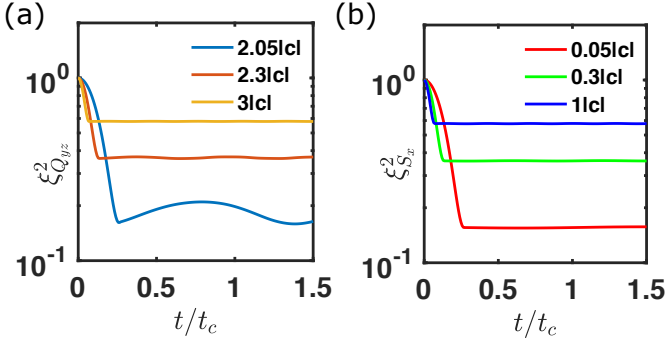 (a)
2.05|c|
2.3|c|
3|c|
10^0
10^-1
ξ^2_{Q_{yz}}
0 0.5 1 1.5
t/t_c
(b)
0.05|c|
0.3|c|
1|c|
10^0
10^-1
ξ^2_{S_x}
0 0.5 1 1.5
t/t_c